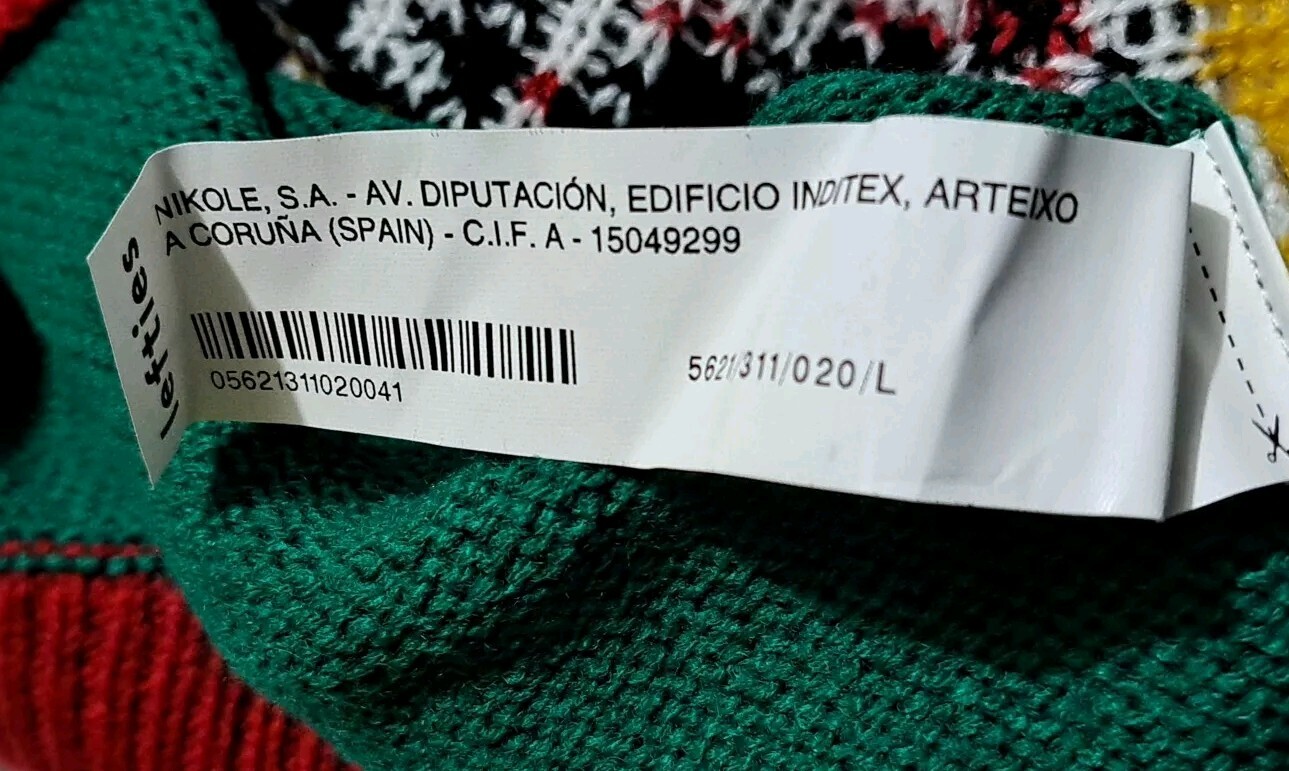 NIKOLE, S.A. - AV. DIPUTACIÓN, EDIFICIO INDITEX, ARTEIXO
A CORUÑA (SPAIN) - C.I.F. A - 15049299
lefties
05621311020041
5621/311/020/L